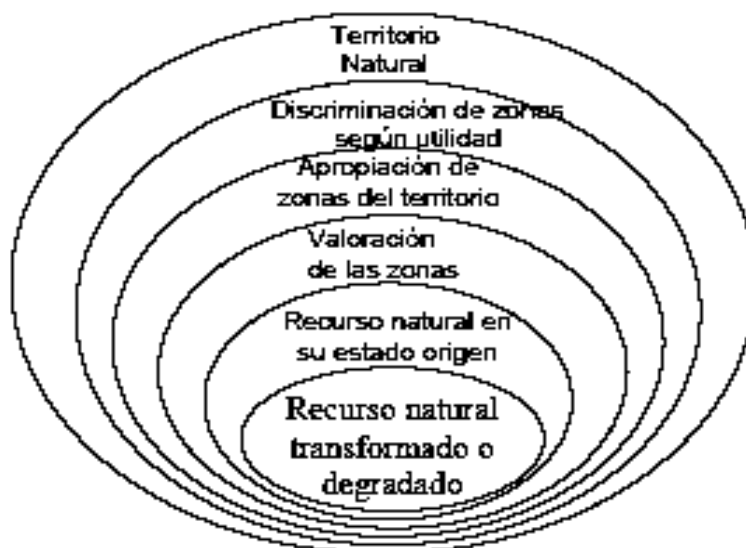 Territorio
Natural
Discriminación de zonas
según utilidad
Apropiación de
zonas del territorio
Valoración
de las zonas
Recurso natural en
su estado origen
Recurso natural
transformado o
degradado